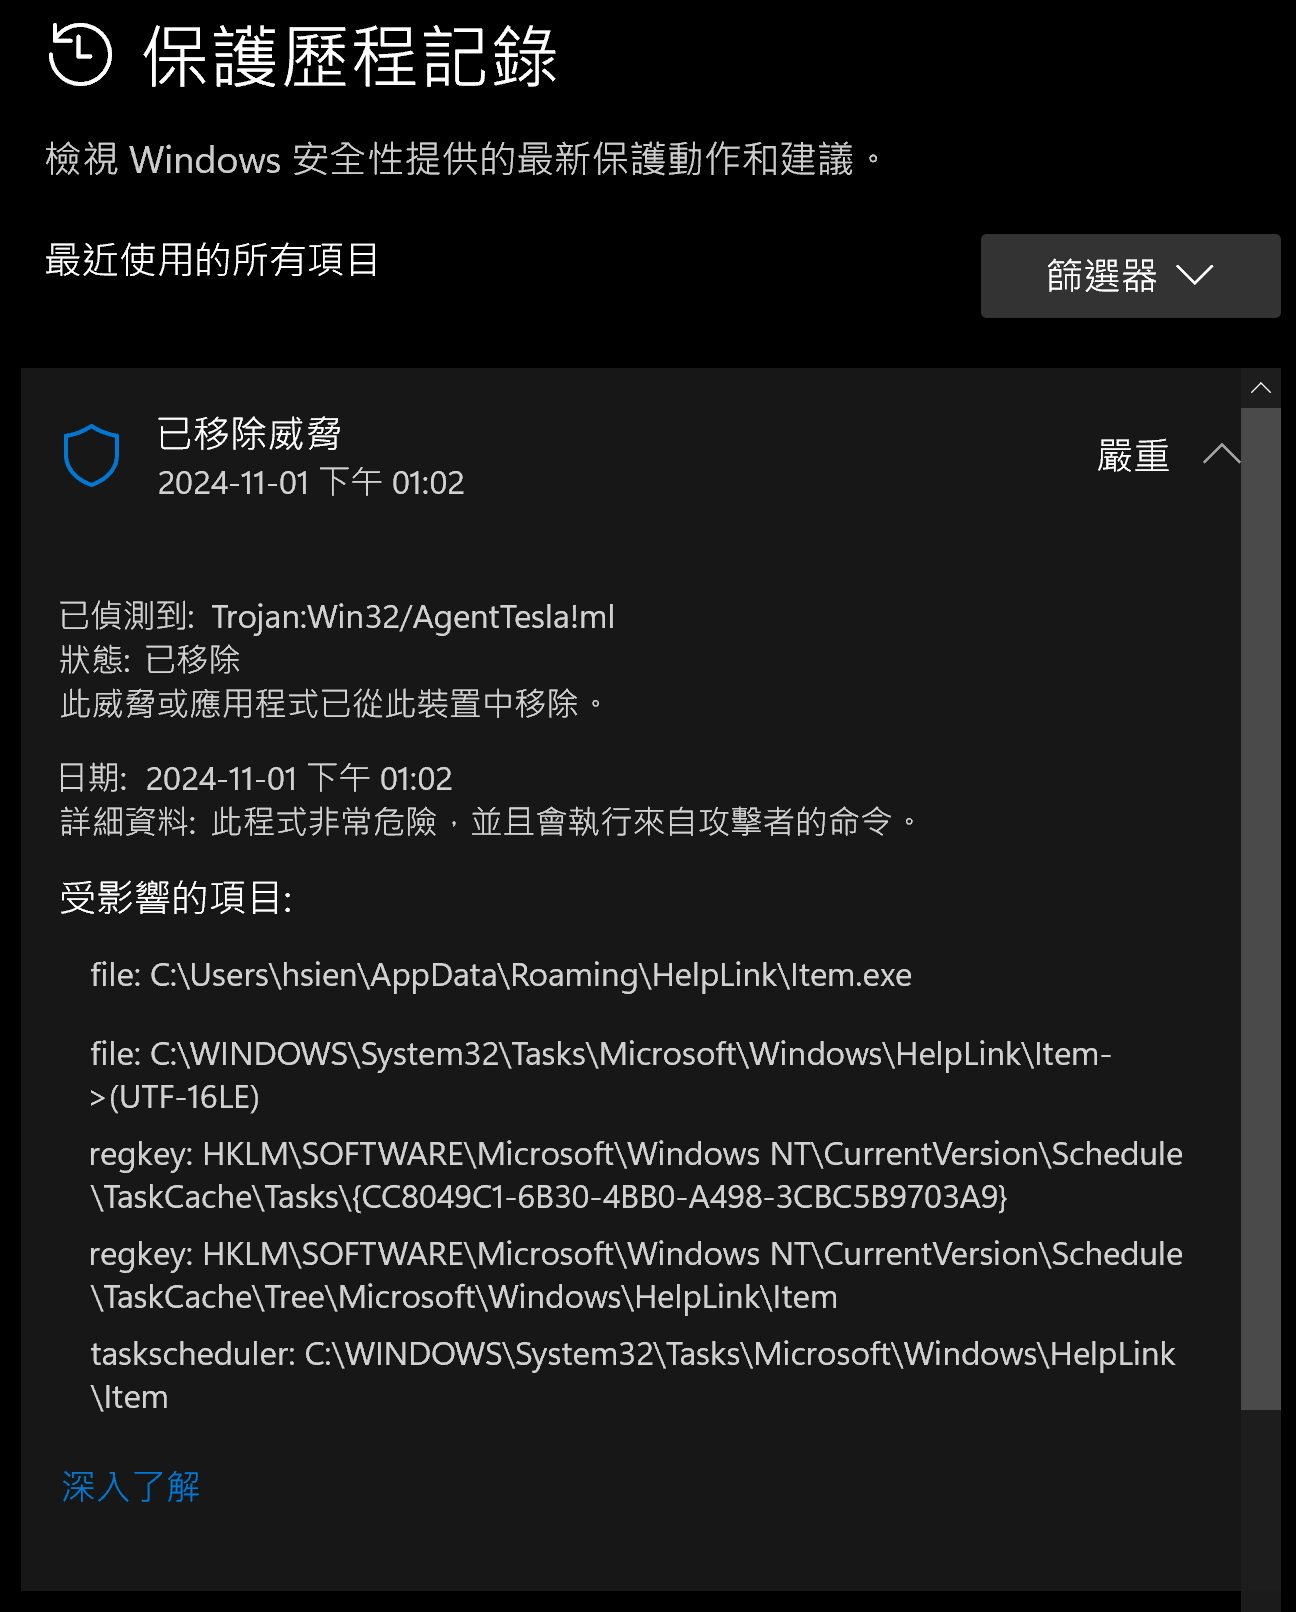 保護歷程記錄
檢視 Windows 安全性提供的最新保護動作和建議。
最近使用的所有項目
篩選器
已移除威脅
2024-11-01 下午 01:02
嚴重
已偵測到: Trojan:Win32/AgentTesla!ml
狀態: 已移除
此威脅或應用程式已從此裝置中移除。
日期: 2024-11-01 下午 01:02
詳細資料: 此程式非常危險，並且會執行來自攻擊者的命令。
受影響的項目:
file: C:\Users\hsien\AppData\Roaming\HelpLink\Item.exe
file: C:\WINDOWS\System32\Tasks\Microsoft\Windows\HelpLink\Item-
>(UTF-16LE)
regkey: HKLM\SOFTWARE\Microsoft\Windows NT\CurrentVersion\Schedule
\TaskCache\Tasks\{CC8049C1-6B30-4BB0-A498-3CBC5B9703A9}
regkey: HKLM\SOFTWARE\Microsoft\Windows NT\CurrentVersion\Schedule
\TaskCache\Tree\Microsoft\Windows\HelpLink\Item
taskscheduler: C:\WINDOWS\System32\Tasks\Microsoft\Windows\HelpLink
\Item
深入了解